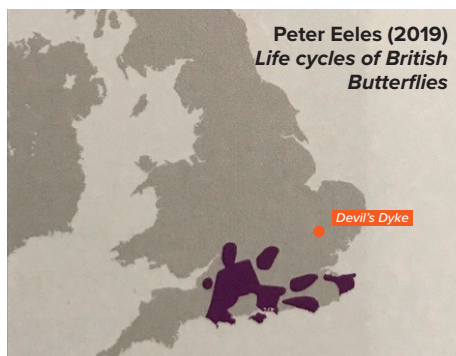 Peter Eeles (2019)
Life cycles of British
Butterflies
Devil's Dyke